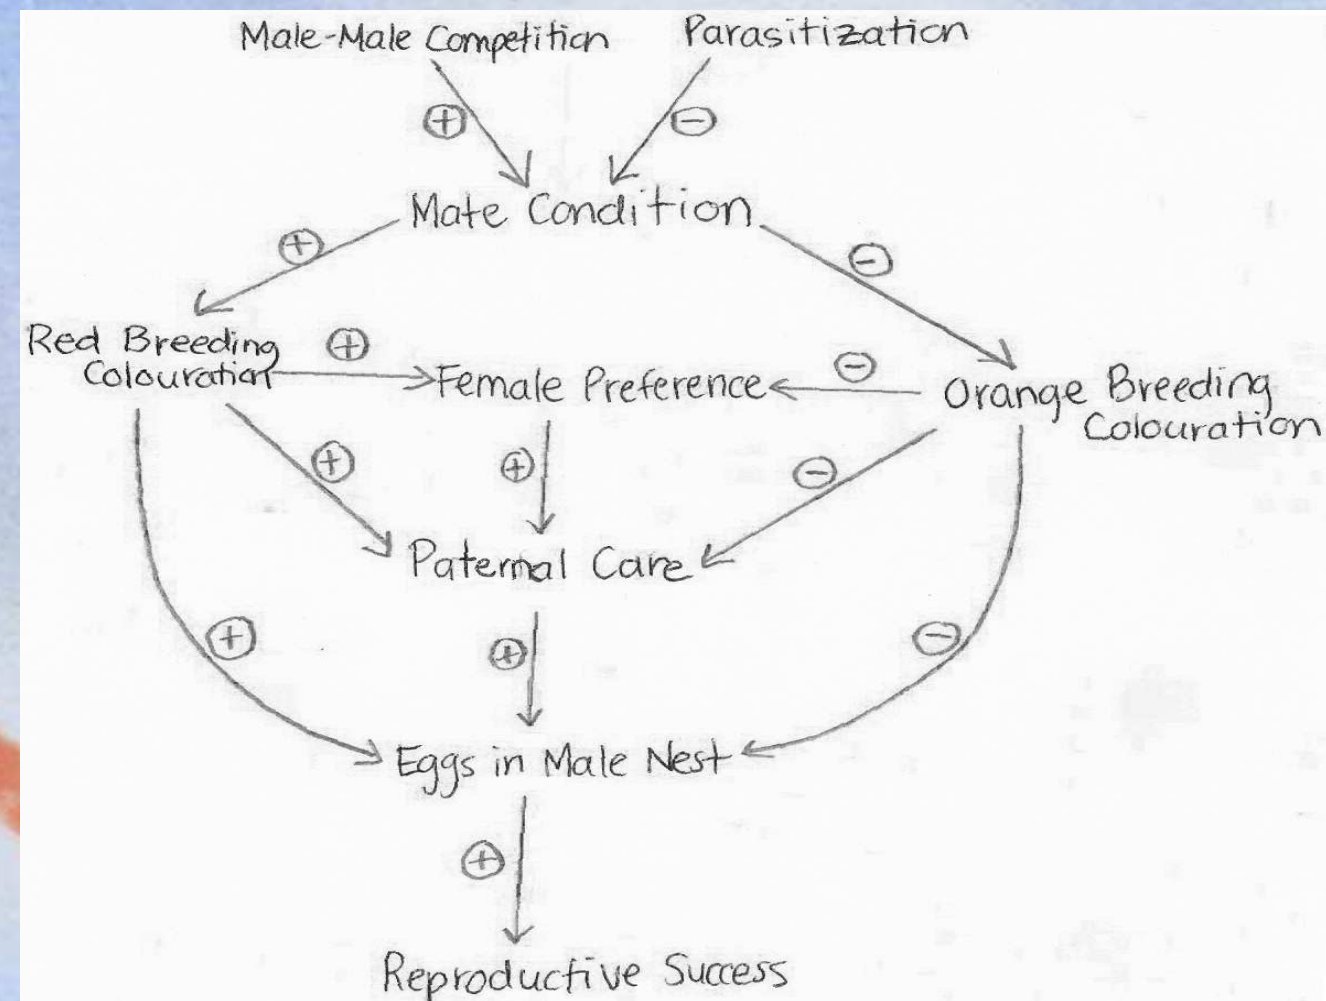 Male-Male Competition
Parasitization
+
-
Mate Condition
+
-
Red Breeding
Colouration
+
Female Preference
-
Orange Breeding
Colouration
+
+
-
Paternal Care
+
+
-
Eggs in Male Nest
+
Reproductive Success